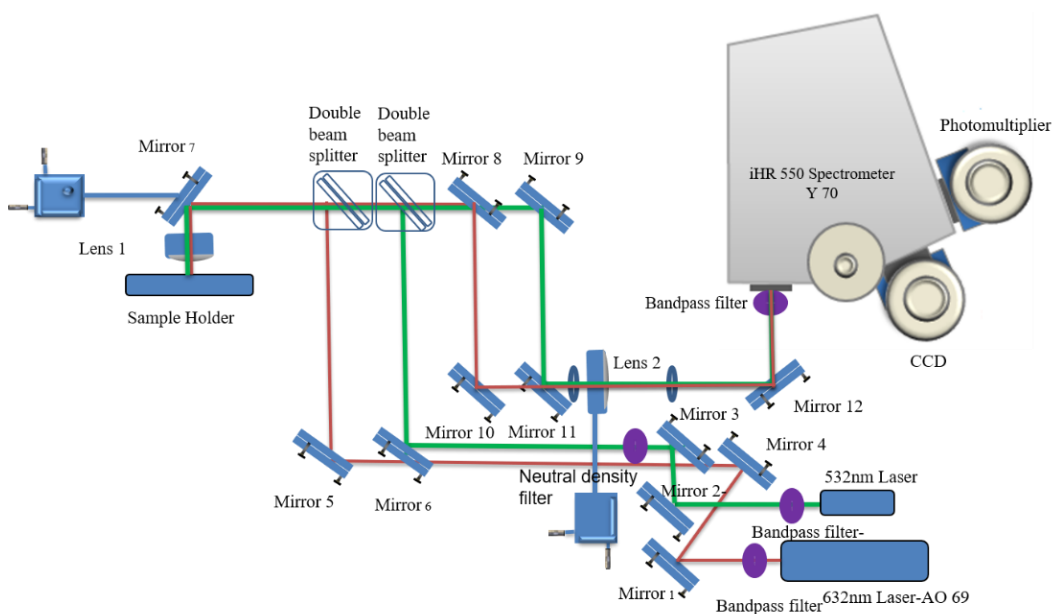 Double
beam
splitter
Double
beam
splitter
Mirror 7
Mirror 8
Mirror 9
Photomultiplier
iHR 550 Spectrometer
Y 70
Lens 1
Sample Holder
Bandpass filter
Lens 2
CCD
Mirror 12
Mirror 10
Mirror 11
Mirror 3
Mirror 4
Mirror 5
Mirror 6
Neutral density
filter
Mirror 2-
532nm Laser
Bandpass filter-
Mirror 1
Bandpass filter
632nm Laser-AO 69